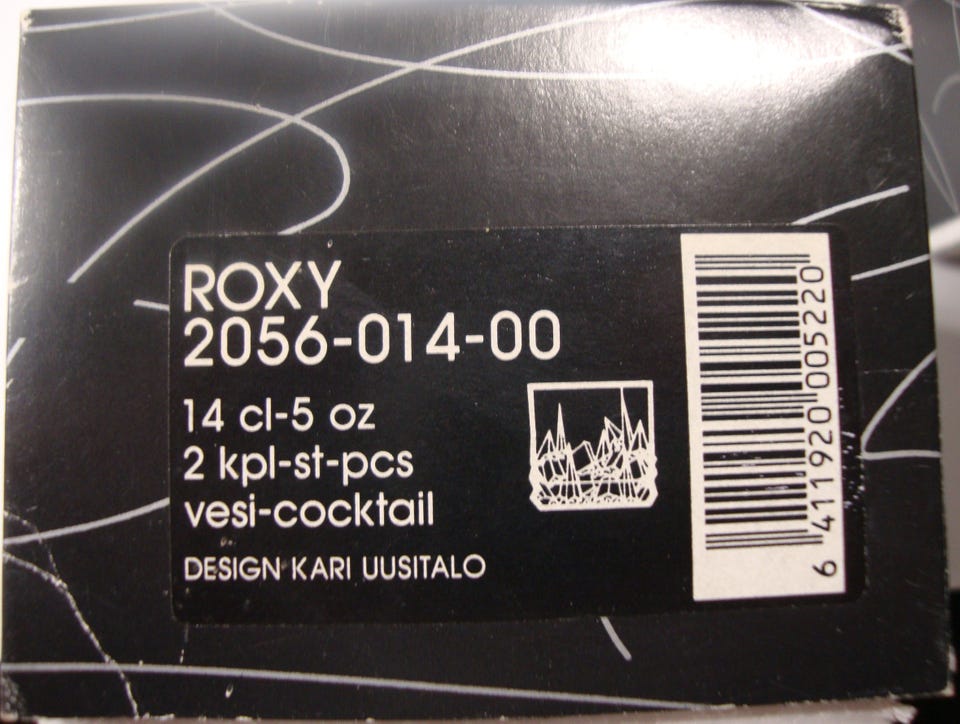 ROXY
2056-014-00
14 cl-5 oz
2 kpl-st-pcs
vesi-cocktail
DESIGN KARI UUSITALO
6 411920 005220